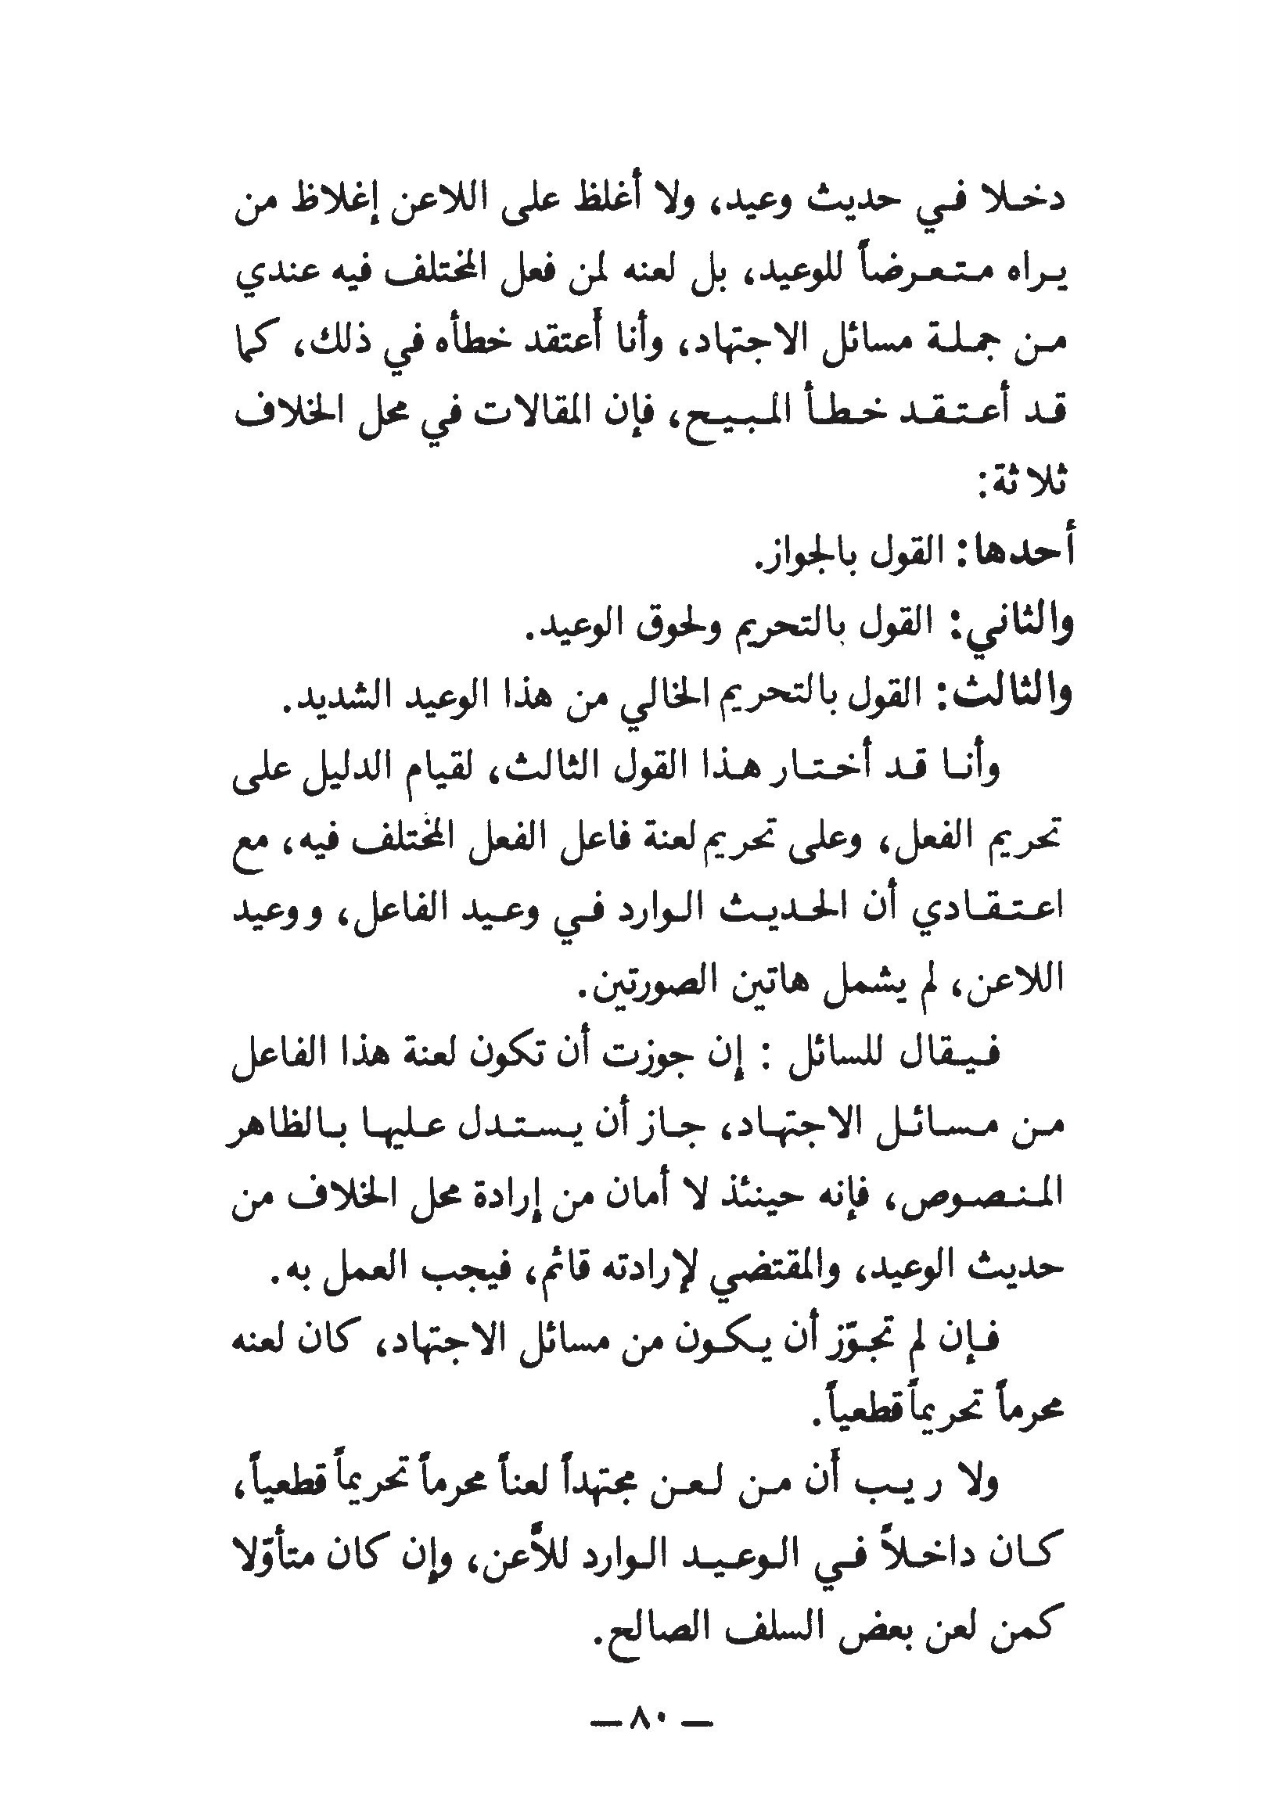 دخلا في حديث وعيد، ولا أغلظ على اللاعن إغلاظ من
يراه متعرضاً للوعيد، بل لعنه لمن فعل المختلف فيه عندي
من جملة مسائل الاجتهاد، وأنا أعتقد خطأه في ذلك، كما
قد أعتقد خطأ المبيح، فإن المقالات في محل الخلاف
ثلاثة:
أحدها: القول بالجواز.
والثاني: القول بالتحريم ولحوق الوعيد.
والثالث: القول بالتحريم الخالي من هذا الوعيد الشديد.
وأنا قد أختار هذا القول الثالث، لقيام الدليل على
تحريم الفعل، وعلى تحريم لعنة فاعل الفعل المختلف فيه، مع
اعتقادي أن الحديث الوارد في وعيد الفاعل، ووعيد
اللاعن، لم يشمل هاتين الصورتين.
فيقال للسائل : إن جوزت أن تكون لعنة هذا الفاعل
من مسائل الاجتهاد، جاز أن يستدل عليها بالظاهر
المنصوص، فإنه حينئذ لا أمان من إرادة محل الخلاف من
حديث الوعيد، والمقتضي لإرادته قائم، فيجب العمل به.
فإن لم تجوّز أن يكون من مسائل الاجتهاد، كان لعنه
محرماً تحريماً قطعياً.
ولا ريب أن من لعن مجتهداً لعناً محرماً تحريماً قطعياً،
كان داخلاً في الوعيد الوارد للأعن، وإن كان متأوّلا
كمن لعن بعض السلف الصالح.
— ٨٠ —